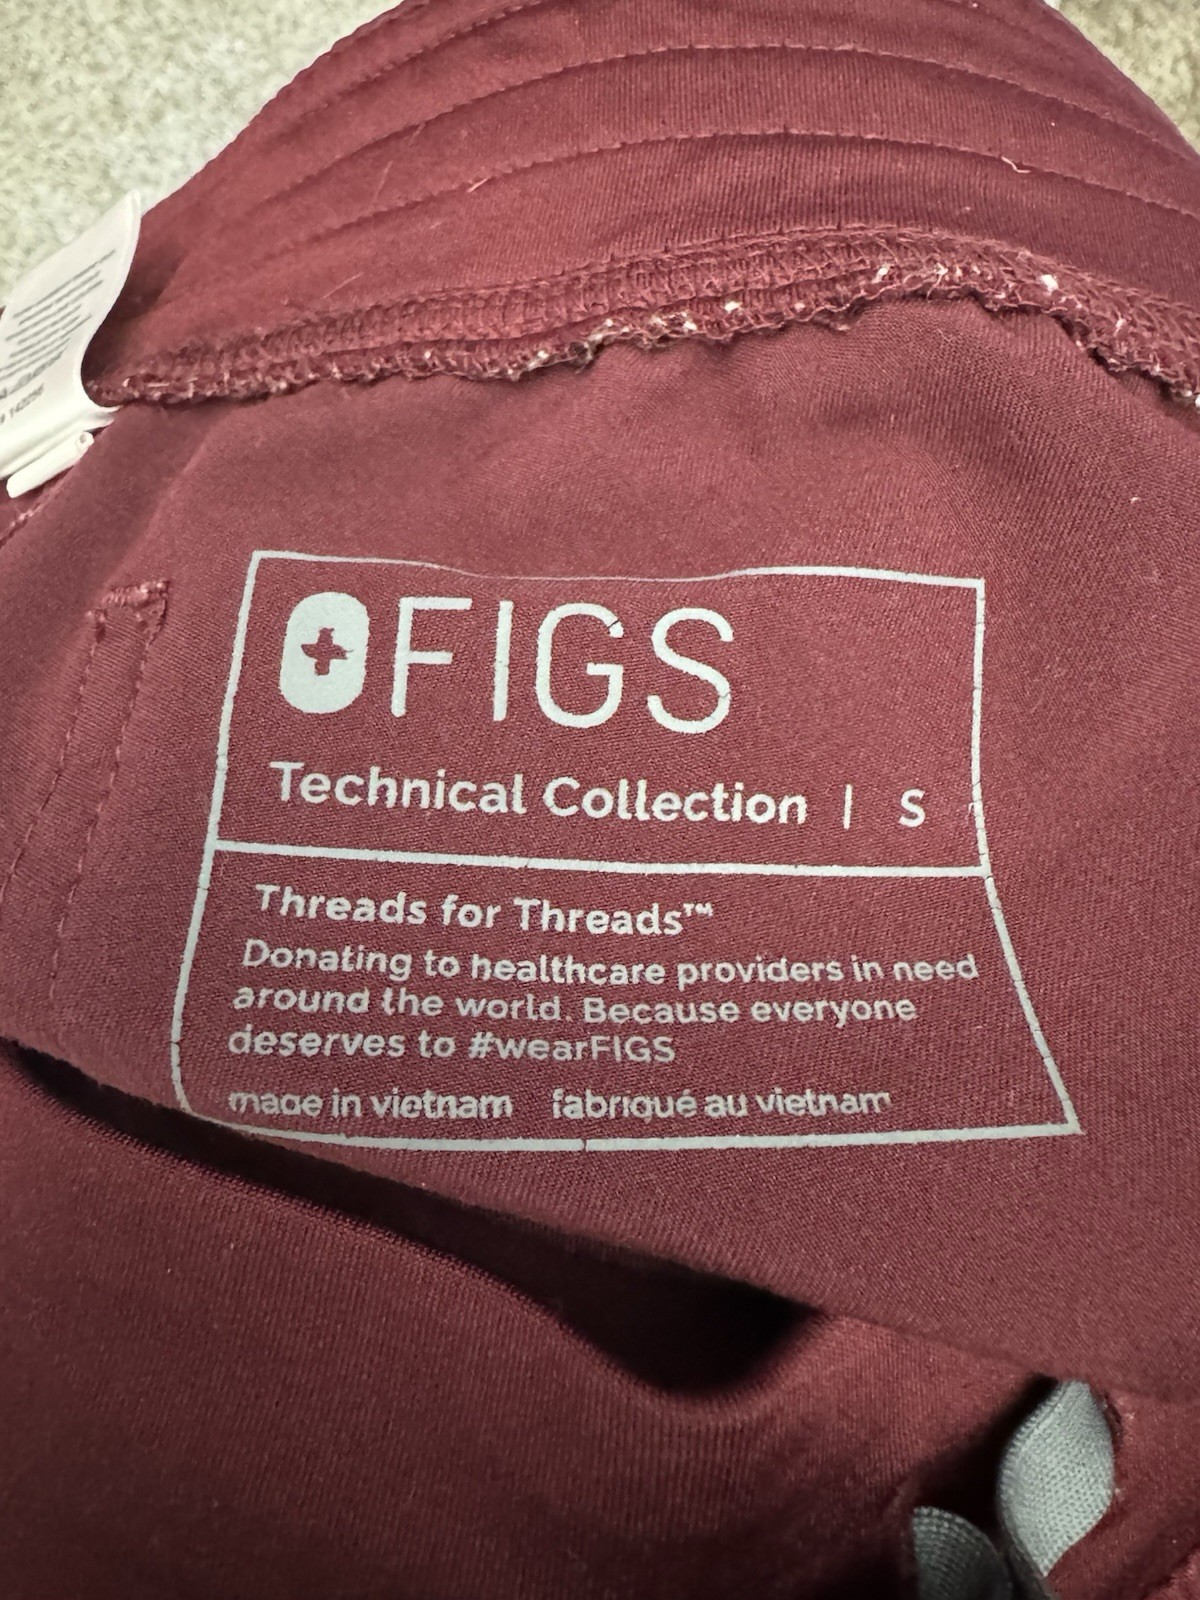 FIGS
Technical Collection | S
Threads for Threads™
Donating to healthcare providers in need
around the world. Because everyone
deserves to #wearFIGS
made in vietnam fabriqué au vietnam